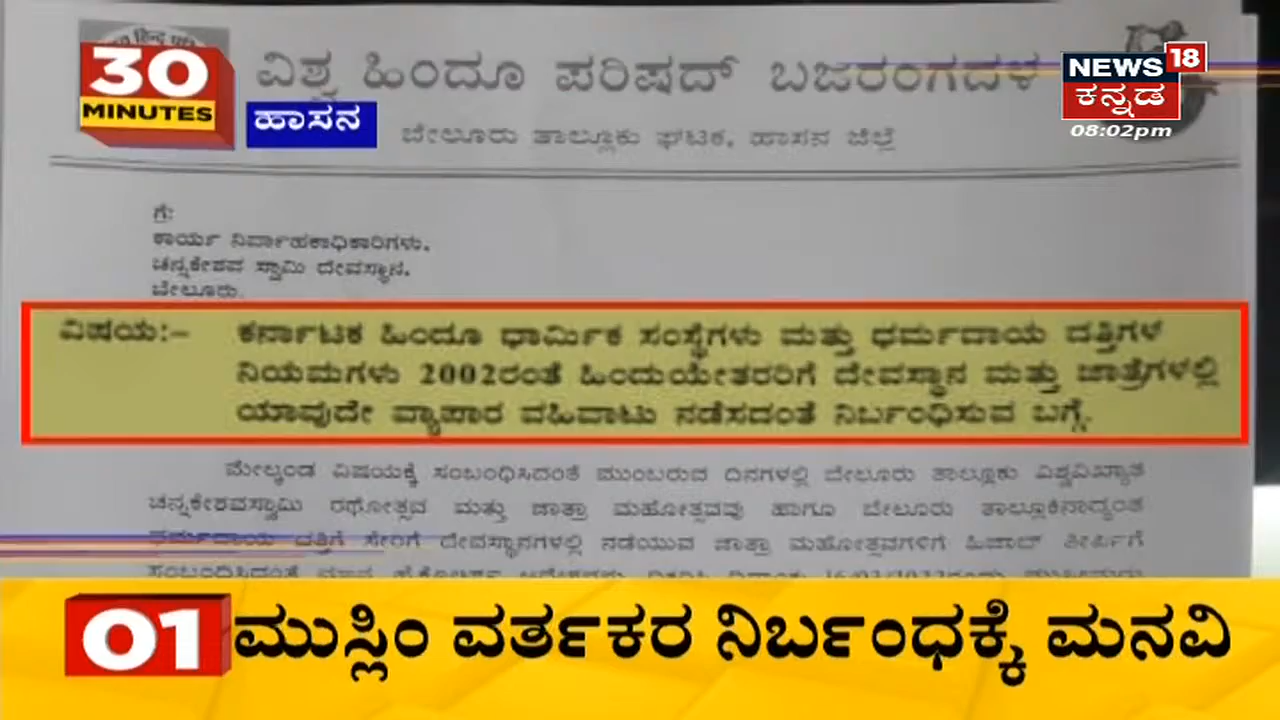 30
MINUTES
ಹಾಸನ
NEWS 18
ಕನ್ನಡ
08:02pm
ವಿಶ್ವ ಹಿಂದೂ ಪರಿಷದ್ ಬಜರಂಗದಳ
ಬೇಲೂರು ತಾಲ್ಲೂಕು ಘಟಕ, ಹಾಸನ ಜಿಲ್ಲೆ
ಗೆ:
ಕಾರ್ಯ ನಿರ್ವಾಹಕಾಧಿಕಾರಿಗಳು,
ಚನ್ನಕೇಶವ ಸ್ವಾಮಿ ದೇವಸ್ಥಾನ,
ಬೇಲೂರು.
ವಿಷಯ:- ಕರ್ನಾಟಕ ಹಿಂದೂ ಧಾರ್ಮಿಕ ಸಂಸ್ಥೆಗಳು ಮತ್ತು ಧರ್ಮದಾಯ ದತ್ತಿಗಳ
ನಿಯಮಗಳು 2002ರಂತೆ ಹಿಂದುಯೇತರರಿಗೆ ದೇವಸ್ಥಾನ ಮತ್ತು ಜಾತ್ರೆಗಳಲ್ಲಿ
ಯಾವುದೇ ವ್ಯಾಪಾರ ವಹಿವಾಟು ನಡೆಸದಂತೆ ನಿರ್ಬಂಧಿಸುವ ಬಗ್ಗೆ.
ಮೇಲ್ಕಂಡ ವಿಷಯಕ್ಕೆ ಸಂಬಂಧಿಸಿದಂತೆ ಮುಂಬರುವ ದಿನಗಳಲ್ಲಿ ಬೇಲೂರು ತಾಲ್ಲೂಕು ವಿಶ್ವವಿಖ್ಯಾತ
ಚನ್ನಕೇಶವಸ್ವಾಮಿ ರಥೋತ್ಸವ ಮತ್ತು ಜಾತ್ರಾ ಮಹೋತ್ಸವವು ಹಾಗೂ ಬೇಲೂರು ತಾಲ್ಲೂಕಿನಾದ್ಯಂತ
ಧರ್ಮದಾಯ ದತ್ತಿಗೆ ಸೇರಿಗೆ ದೇವಸ್ಥಾನಗಳಲ್ಲಿ ನಡೆಯುವ ಜಾತ್ರಾ ಮಹೋತ್ಸವಗಳಿಗೆ ಹಿಜಾಬ್ ತೀರ್ಪಿಗೆ
ಸಂಬಂಧಿಸಿದಂತೆ
01 ಮುಸ್ಲಿಂ ವರ್ತಕರ ನಿರ್ಬಂಧಕ್ಕೆ ಮನವಿ